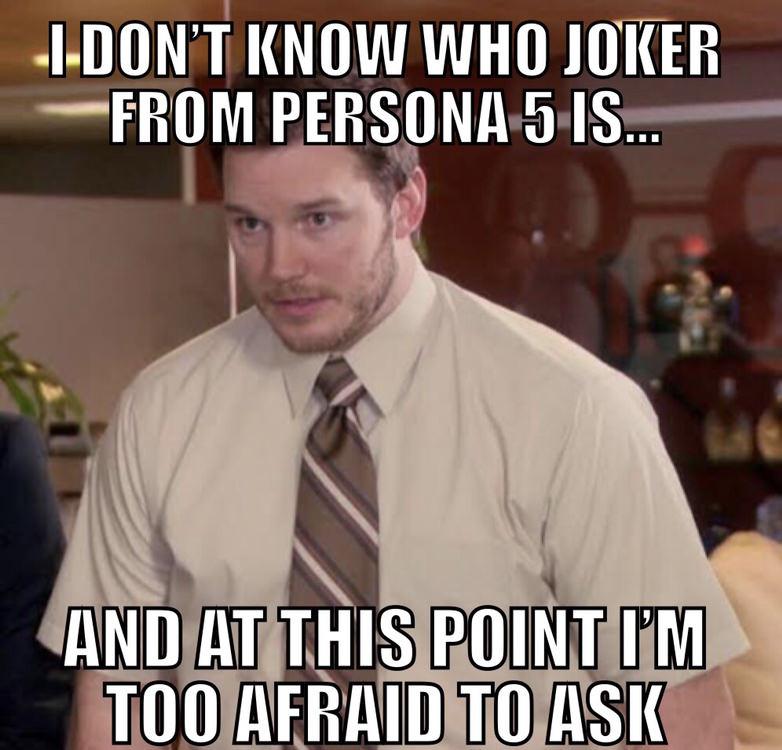 I DON'T KNOW WHO JOKER
FROM PERSONA 5 IS...
AND AT THIS POINT I'M
TOO AFRAID TO ASK